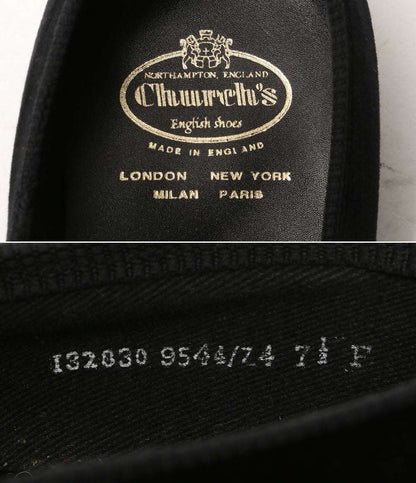 NORTHAMPTON, ENGLAND
Church's
English shoes
MADE IN ENGLAND
LONDON NEW YORK
MILAN PARIS
132830 9544/74 7½ F